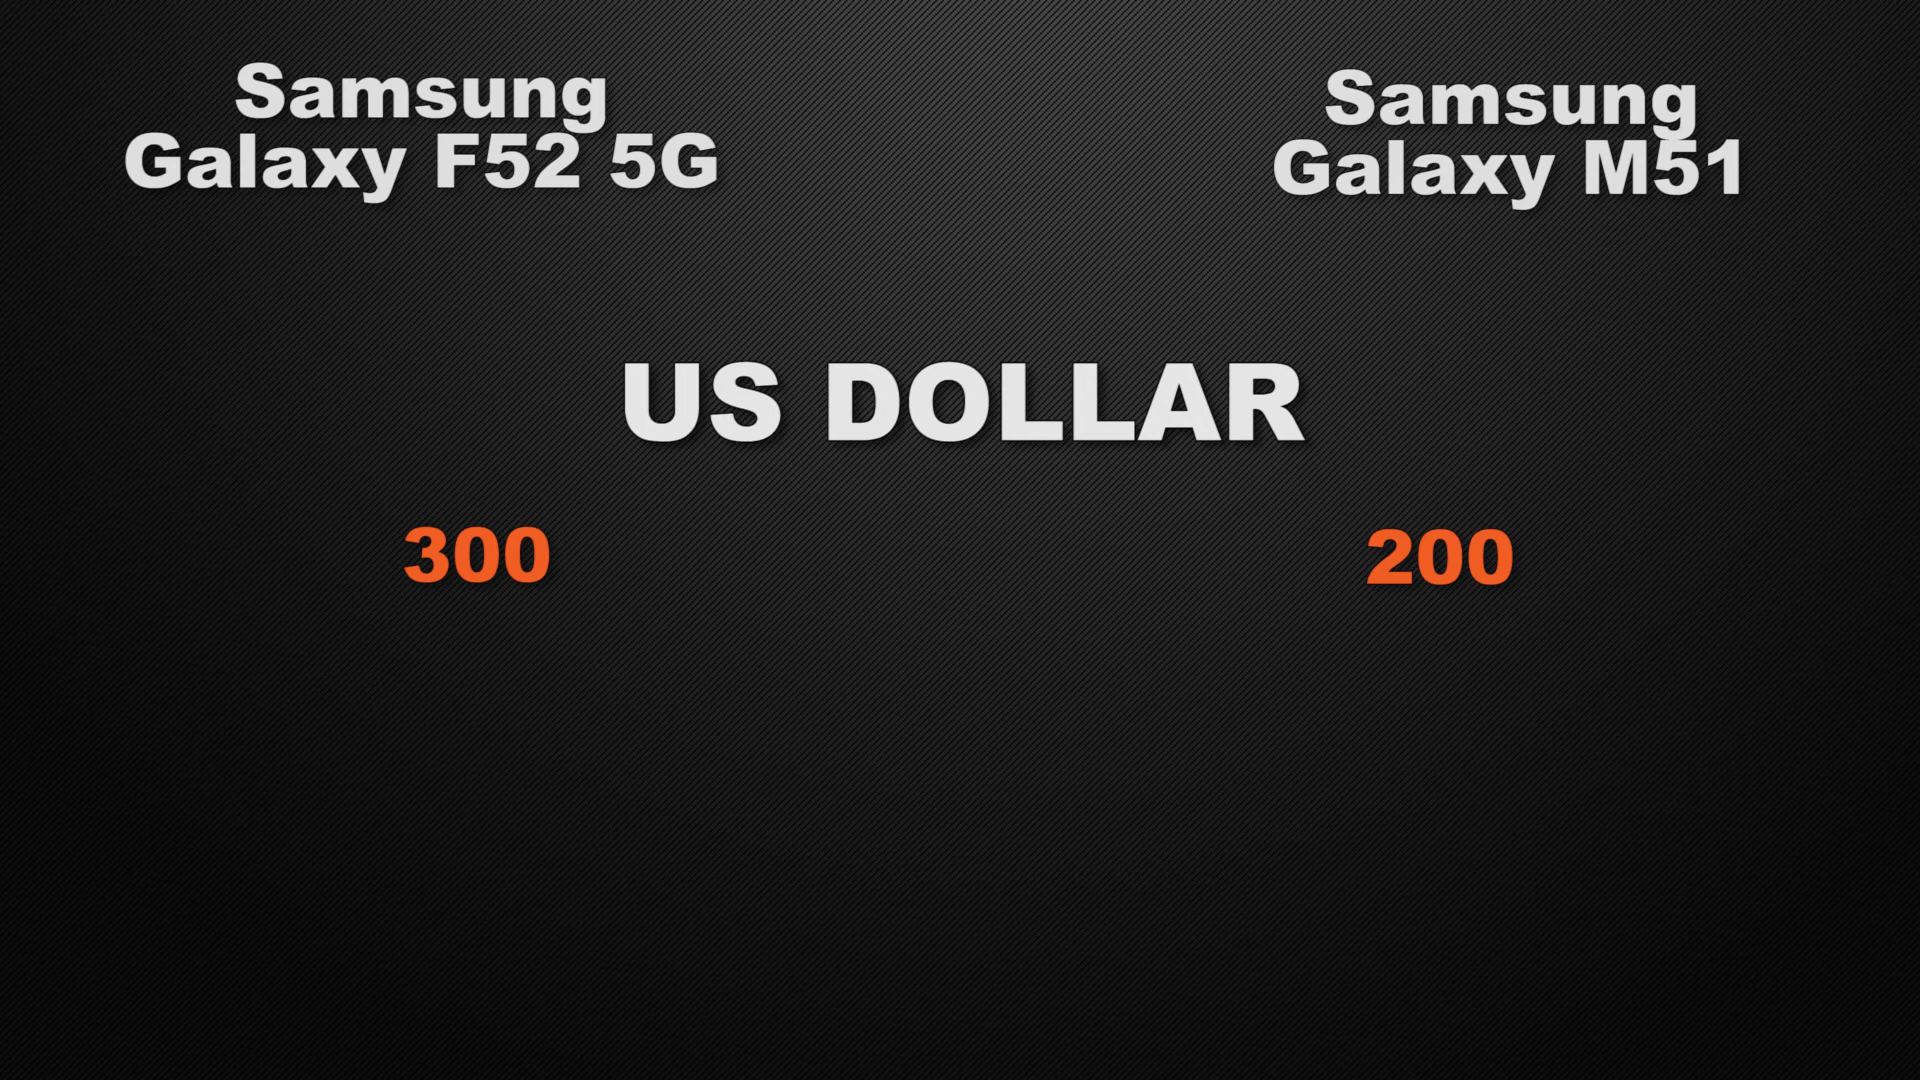 Samsung
Galaxy F52 5G
Samsung
Galaxy M51
US DOLLAR
300
200